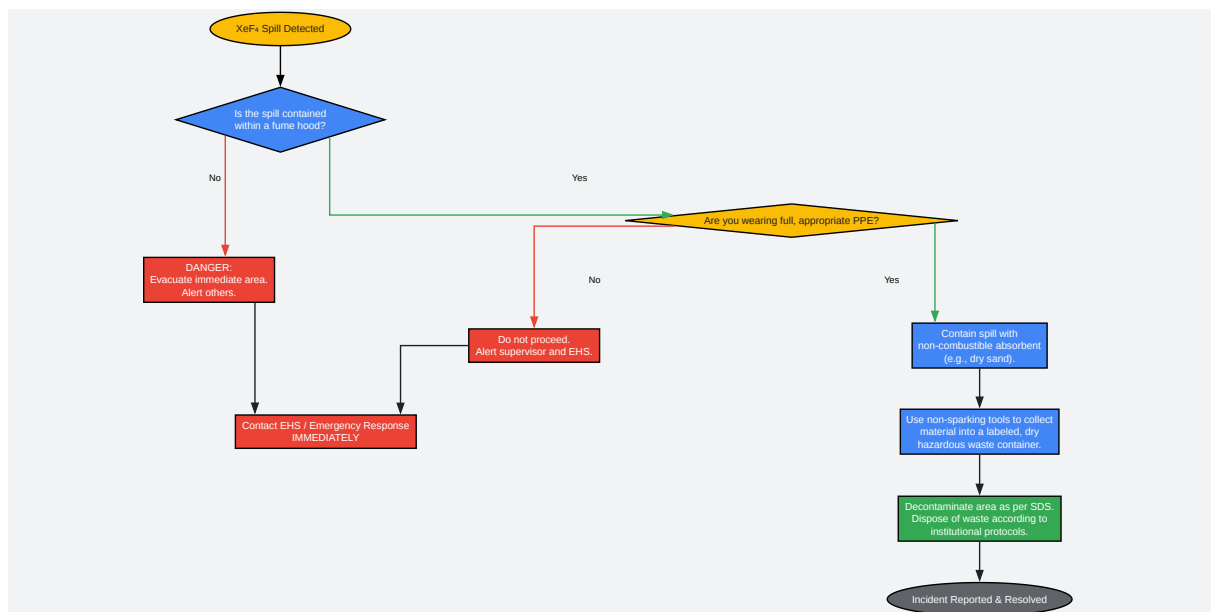 XeF₄ Spill Detected
Is the spill contained
within a fume hood?
No
Yes
Are you wearing full, appropriate PPE?
DANGER:
Evacuate immediate area.
Alert others.
No
Yes
Do not proceed.
Alert supervisor and EHS.
Contain spill with
non-combustible absorbent
(e.g., dry sand).
Contact EHS / Emergency Response
IMMEDIATELY
Use non-sparking tools to collect
material into a labeled, dry
hazardous waste container.
Decontaminate area as per SDS.
Dispose of waste according to
institutional protocols.
Incident Reported & Resolved